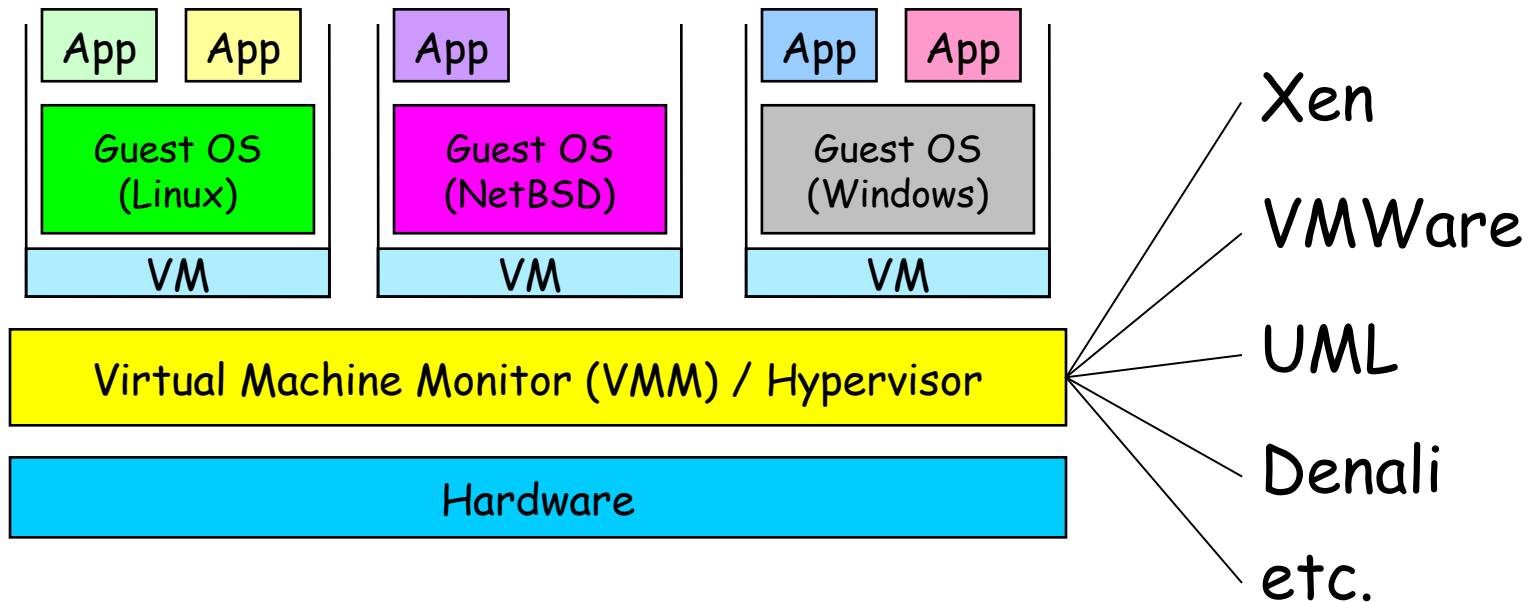 App
App
App
App
App
Guest OS
(Linux)
Guest OS
(NetBSD)
Guest OS
(Windows)
VM
VM
VM
Virtual Machine Monitor (VMM) / Hypervisor
Hardware
Xen
VMWare
UML
Denali
etc.